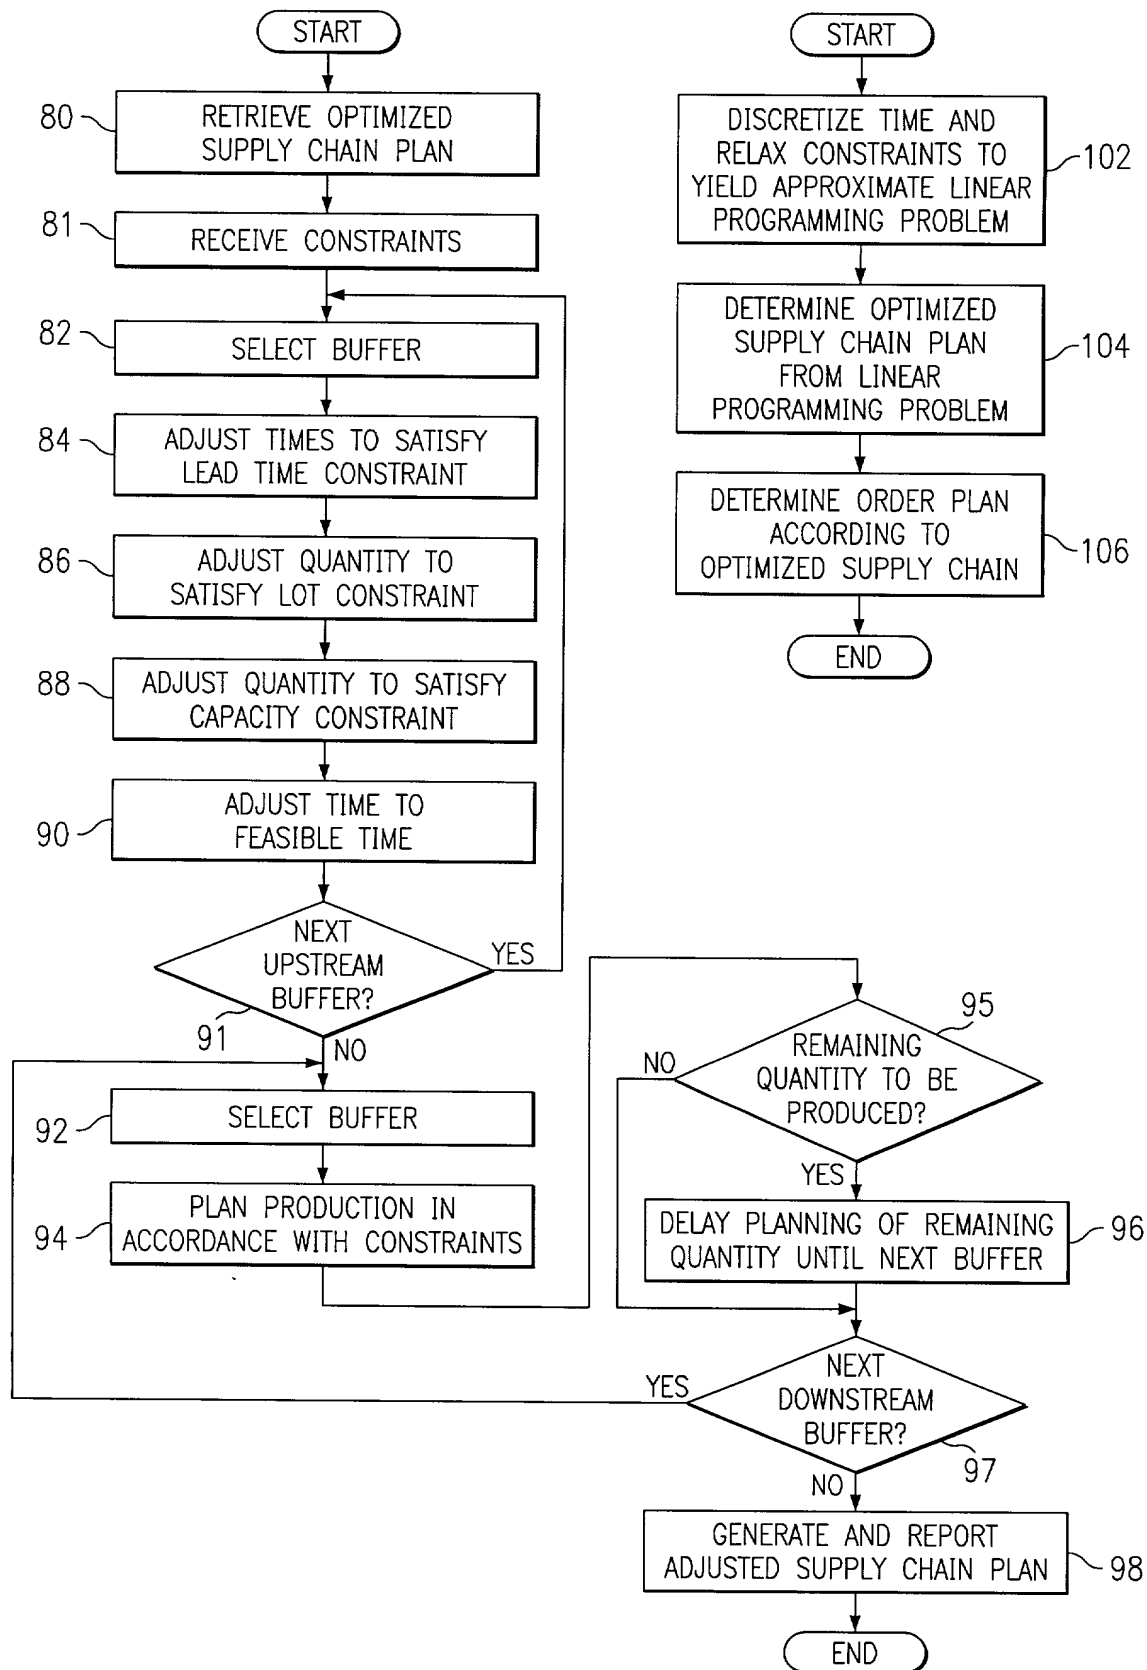 START
80
RETRIEVE OPTIMIZED
SUPPLY CHAIN PLAN
81
RECEIVE CONSTRAINTS
82
SELECT BUFFER
84
ADJUST TIMES TO SATISFY
LEAD TIME CONSTRAINT
86
ADJUST QUANTITY TO
SATISFY LOT CONSTRAINT
88
ADJUST QUANTITY TO SATISFY
CAPACITY CONSTRAINT
90
ADJUST TIME TO
FEASIBLE TIME
NEXT
UPSTREAM
BUFFER?
YES
91
NO
92
SELECT BUFFER
94
PLAN PRODUCTION IN
ACCORDANCE WITH CONSTRAINTS
95
REMAINING
QUANTITY TO BE
PRODUCED?
NO
YES
DELAY PLANNING OF REMAINING
QUANTITY UNTIL NEXT BUFFER
96
NEXT
DOWNSTREAM
BUFFER?
YES
97
NO
GENERATE AND REPORT
ADJUSTED SUPPLY CHAIN PLAN
98
END
START
DISCRETIZE TIME AND
RELAX CONSTRAINTS TO
YIELD APPROXIMATE LINEAR
PROGRAMMING PROBLEM
102
DETERMINE OPTIMIZED
SUPPLY CHAIN PLAN
FROM LINEAR
PROGRAMMING PROBLEM
104
DETERMINE ORDER PLAN
ACCORDING TO
OPTIMIZED SUPPLY CHAIN
106
END